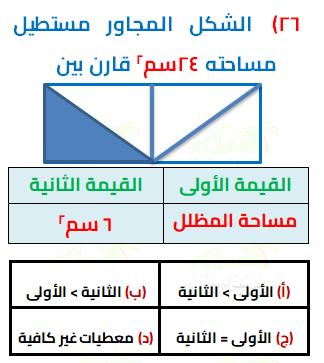 ٢٦) الشكل المجاور مستطيل
مساحته ٢٤سم٢ قارن بين
القيمة الأولى القيمة الثانية
مساحة المظلل ٦ سم٢
(أ) الأولى > الثانية (ب) الثانية > الأولى
(ج) الأولى = الثانية (د) معطيات غير كافية